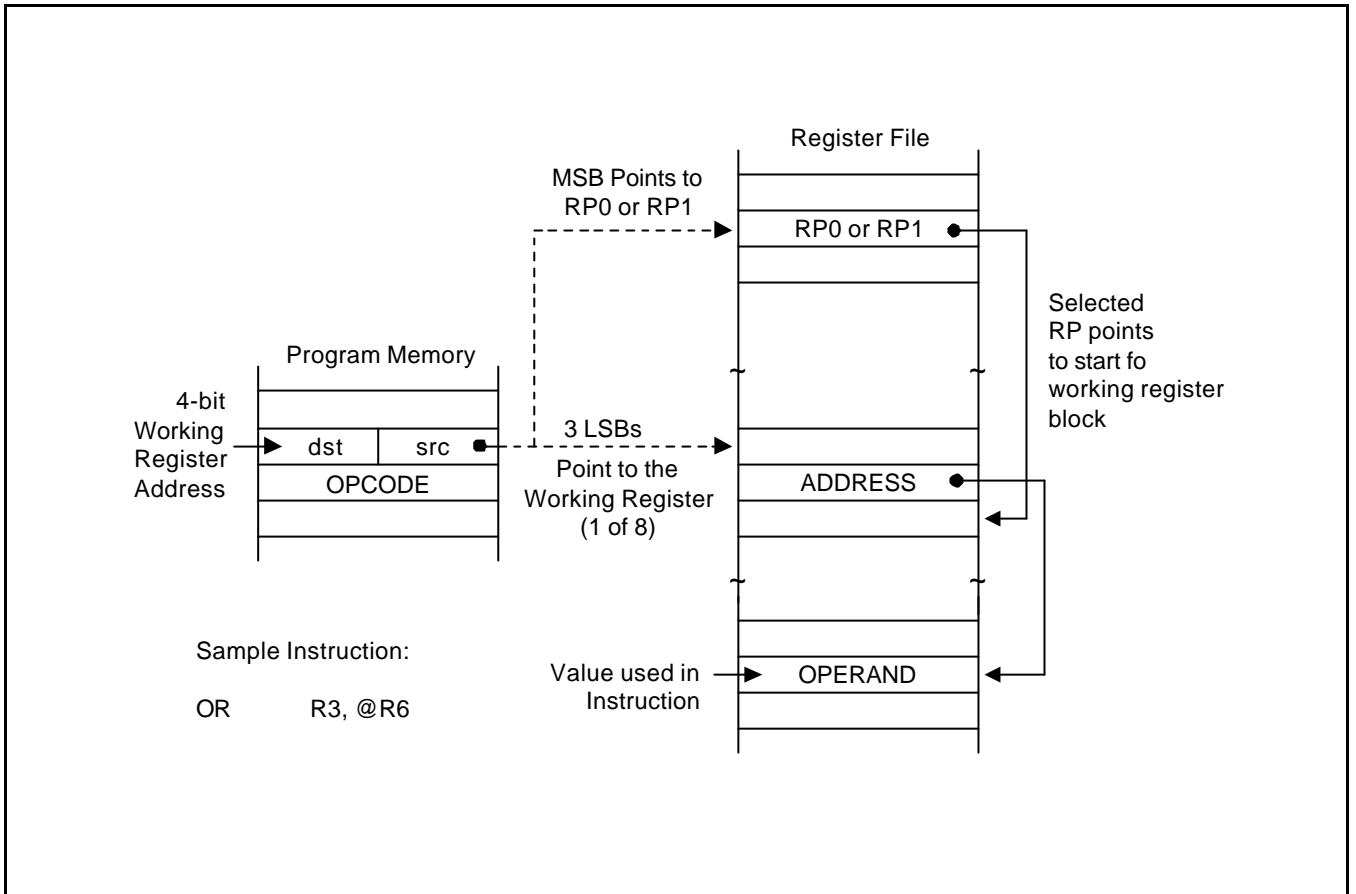 Register File
MSB Points to
RP0 or RP1
RP0 or RP1
Selected
RP points
to start fo
working register
block
Program Memory
4-bit
Working
Register
Address
dst
src
OPCODE
3 LSBs
Point to the
Working Register
(1 of 8)
ADDRESS
Sample Instruction:
OR R3, @R6
Value used in
Instruction
OPERAND